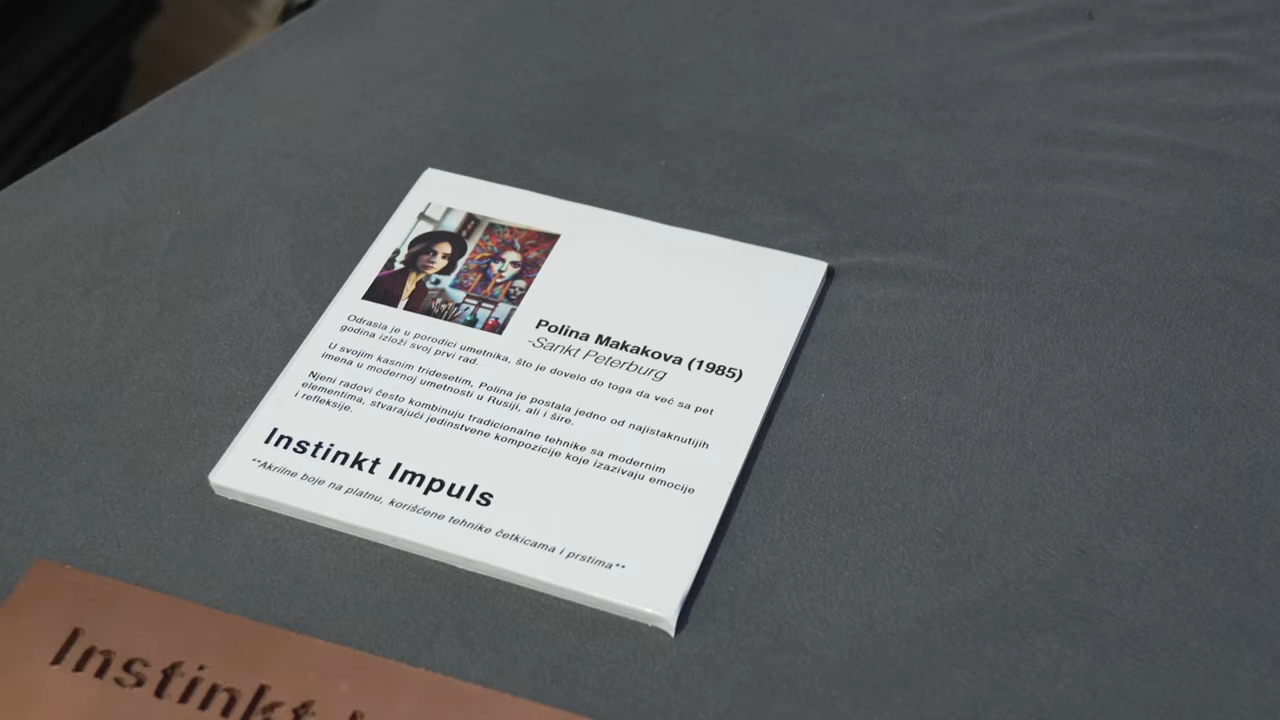 Polina Makakova (1985)
-Sankt Peterburg
Odrasla je u porodici umetnika, što je dovelo do toga da već sa pet
godina izloži svoj prvi rad.
U svojim kasnim tridesetim, Polina je postala jedno od najistaknutijih
imena u modernoj umetnosti u Rusiji, ali i šire.
Njeni radovi često kombinuju tradicionalne tehnike sa modernim
elementima, stvarajući jedinstvene kompozicije koje izazivaju emocije
i refleksije.
Instinkt Impuls
**Akrilne boje na platnu, korišćene tehnike četkicama i prstima**
Instinkt